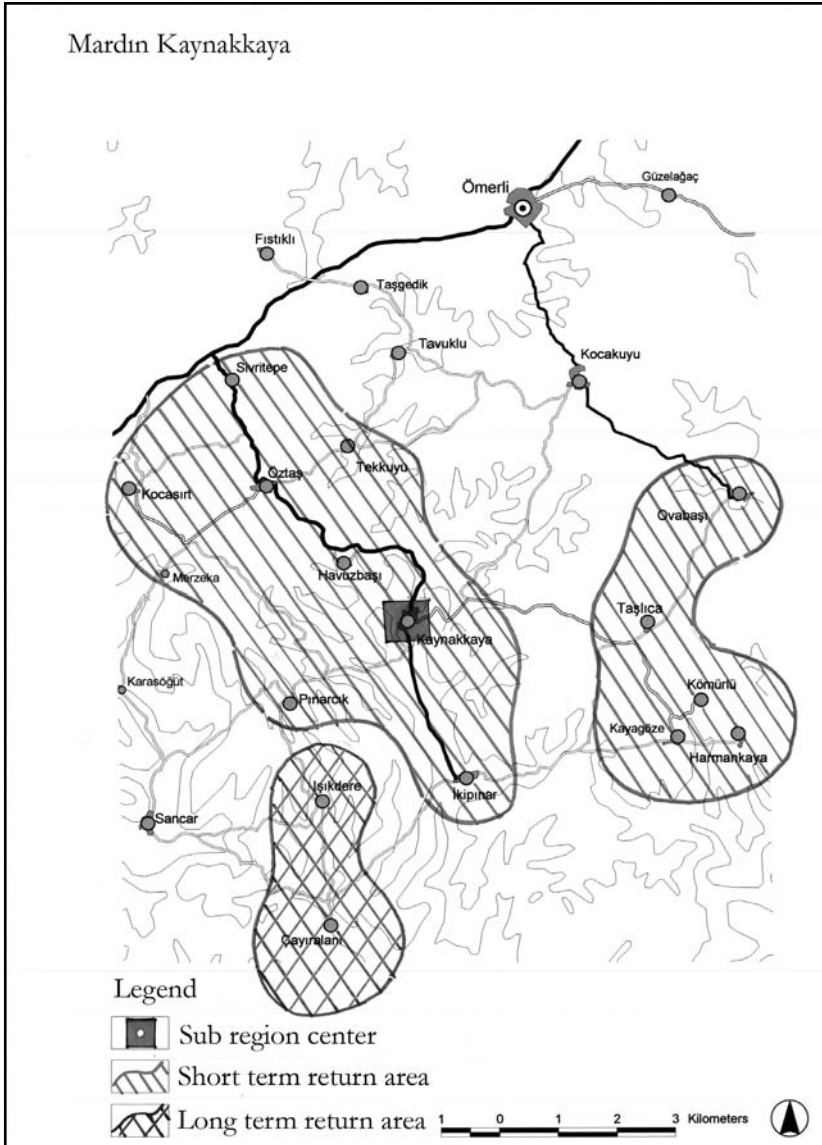 Mardın Kaynakkaya
Ömerli
Güzelağaç
Fıstıklı
Taşgedik
Tavuklu
Kocakuyu
Sivritepe
Tekkuyu
Öztaş
Kocasırt
Ovabaşı
Havuzbaşı
Merzeka
Taşlıca
Kaynakkaya
Karasöğüt
Pınarcık
Kömürlü
Kayagöze
Harmankaya
İkipınar
Işıkdere
Sancar
Çayıralanı
Legend
Sub region center
Short term return area
Long term return area
1 0 1 2 3 Kilometers